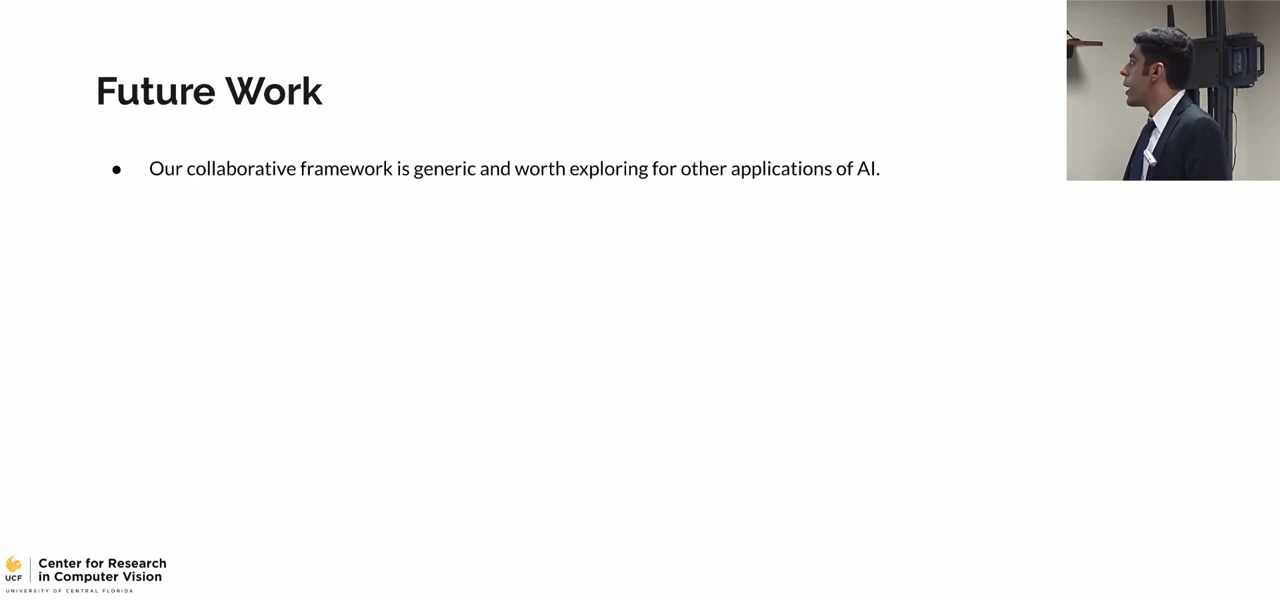 Future Work
● Our collaborative framework is generic and worth exploring for other applications of AI.
UCF
Center for Research
in Computer Vision
UNIVERSITY OF CENTRAL FLORIDA